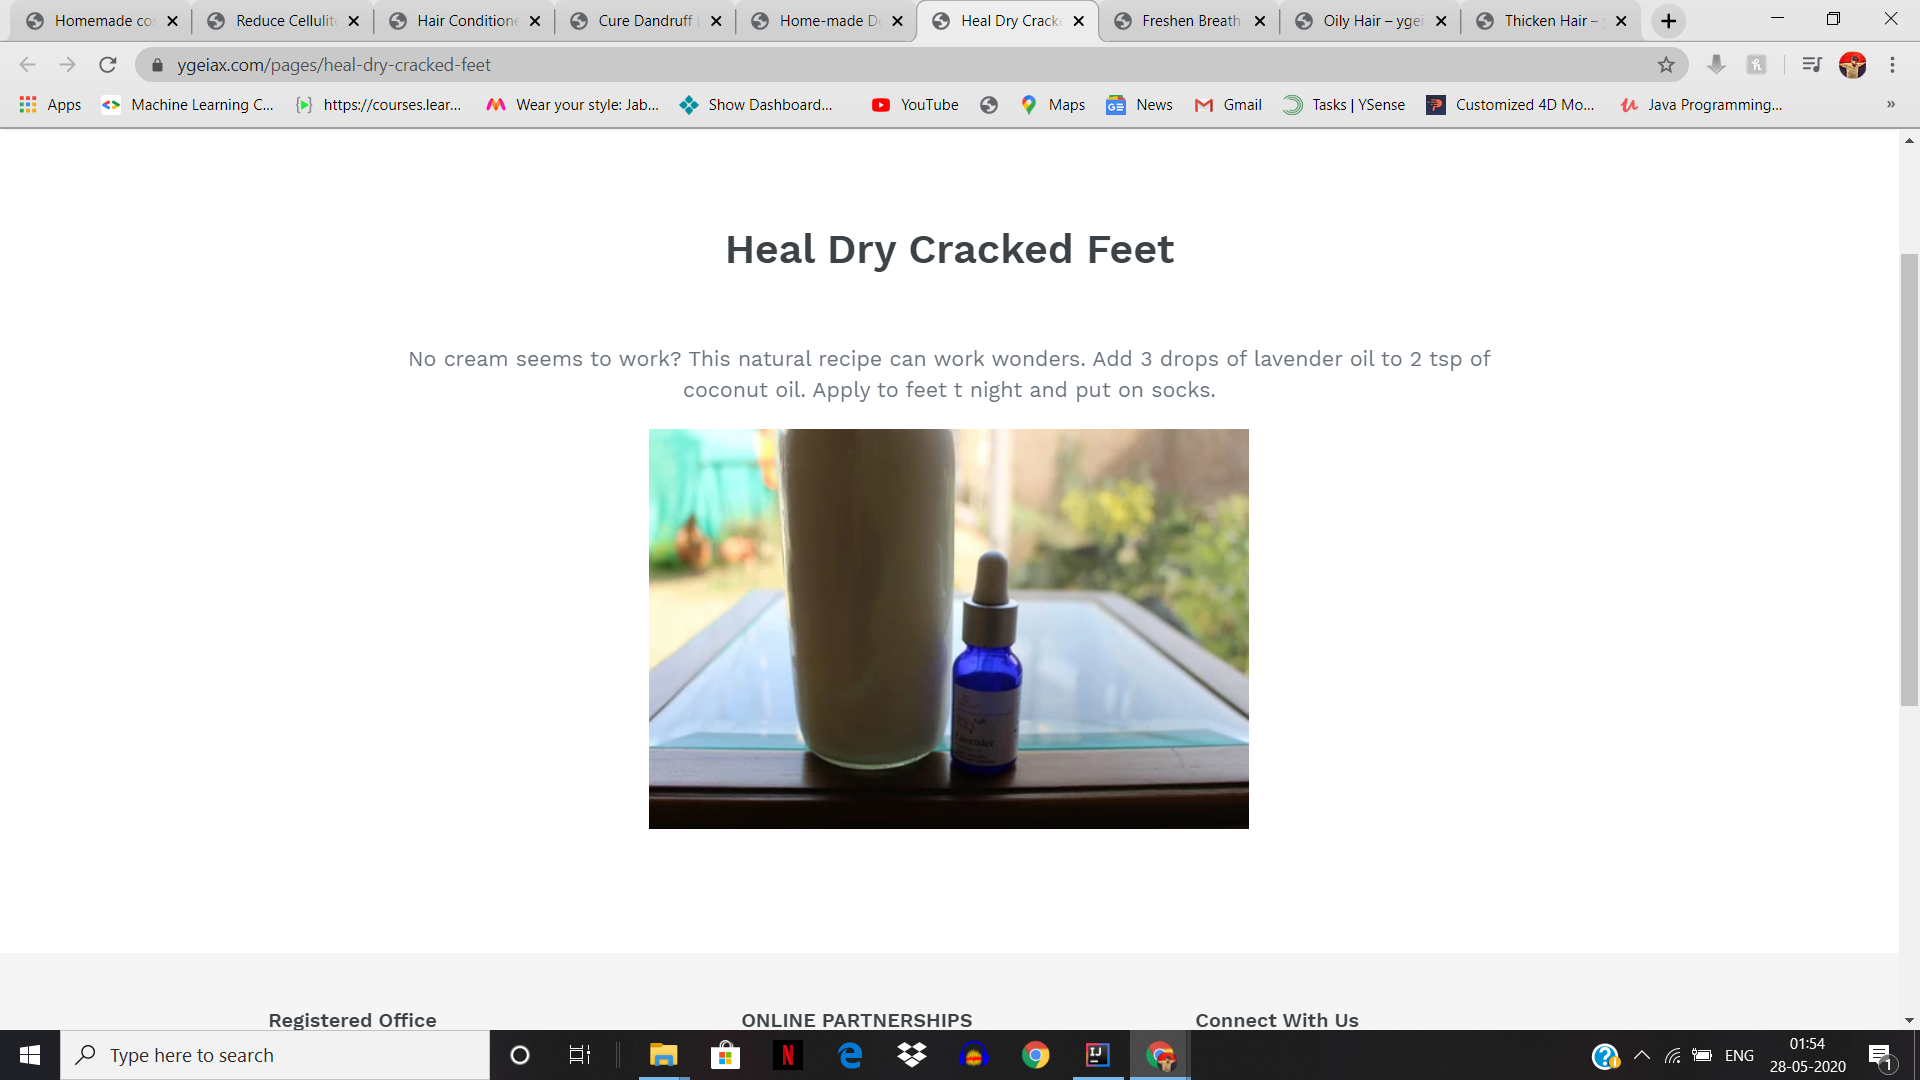 Homemade co
Reduce Cellulit
Hair Conditione
Cure Dandruff
Home-made D
Heal Dry Cracke
Freshen Breath
Oily Hair – ygei
Thicken Hair –
ygeiax.com/pages/heal-dry-cracked-feet
Apps
Machine Learning C...
https://courses.lear...
Wear your style: Jab...
Show Dashboard...
YouTube
Maps
News
Gmail
Tasks | YSense
Customized 4D Mo...
Java Programming...
»
Heal Dry Cracked Feet
No cream seems to work? This natural recipe can work wonders. Add 3 drops of lavender oil to 2 tsp of
coconut oil. Apply to feet t night and put on socks.
Lavender
Registered Office
ONLINE PARTNERSHIPS
Connect With Us
Type here to search
ENG
01:54
28-05-2020
1